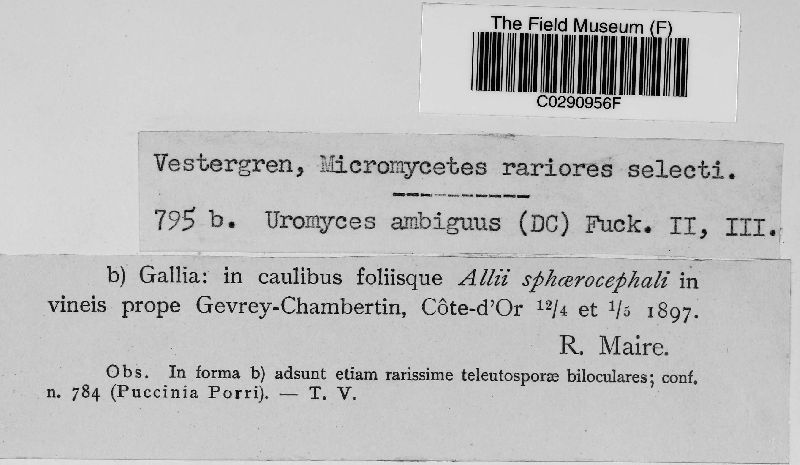 The Field Museum (F)
C0290956F
Vestergren, Micromycetes rariores selecti.
795 b. Uromyces ambiguus (DC) Fuck. II, III.
b) Gallia: in caulibus foliisque Allii sphærocephali in
vineis prope Gevrey-Chambertin, Côte-d'Or 12/4 et 1/5 1897.
R. Maire.
Obs. In forma b) adsunt etiam rarissime teleutosporæ biloculares; conf.
n. 784 (Puccinia Porri). — T. V.